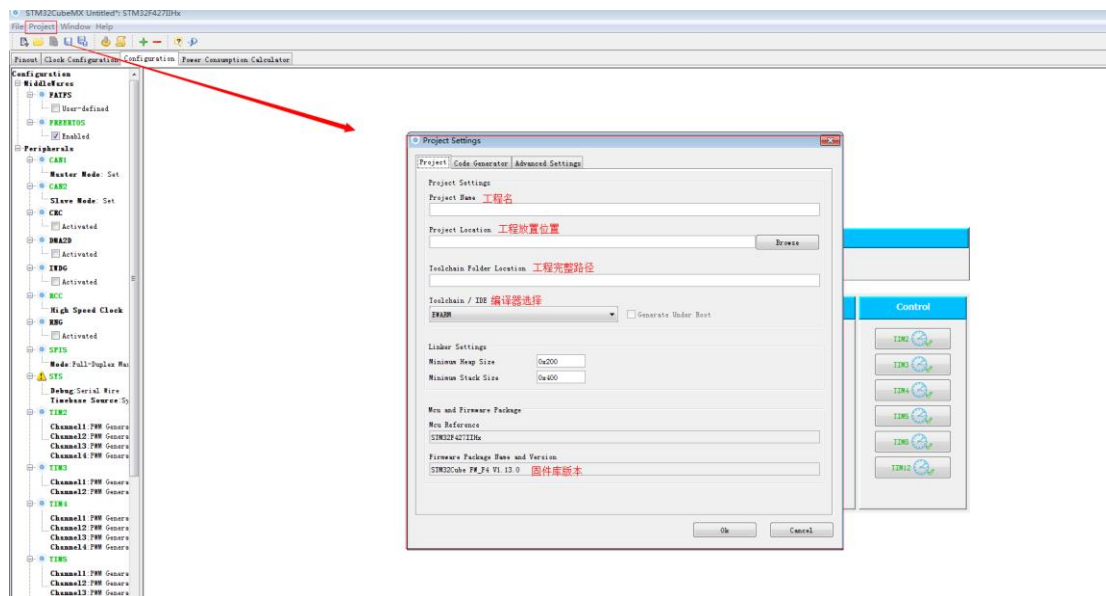 STM32CubeMX Untitled*: STM32F427IIHx
File Project Window Help
Pinout Clock Configuration Configuration Power Consumption Calculator
Configuration
MiddleWares
FATFS
User-defined
FREERTOS
Enabled
Peripherals
CAN1
Master Mode: Set
CAN2
Slave Mode: Set
CRC
Activated
DMA2D
Activated
IWDG
Activated
RCC
High Speed Clock
RNG
Activated
SPI5
Mode:Full-Duplex Mas
SYS
Debug:Serial Wire
Timebase Source:Sy
TIM2
Channel1:PWM Genera
Channel2:PWM Genera
Channel3:PWM Genera
Channel4:PWM Genera
TIM3
Channel1:PWM Genera
Channel2:PWM Genera
TIM4
Channel1:PWM Genera
Channel2:PWM Genera
Channel3:PWM Genera
Channel4:PWM Genera
TIM5
Channel1:PWM Genera
Channel2:PWM Genera
Channel3:PWM Genera
Project Settings
Project Code Generator Advanced Settings
Project Settings
Project Name 工程名
Project Location 工程放置位置
Browse
Toolchain Folder Location 工程完整路径
Toolchain / IDE 编译器选择
EWARM Generate Under Root
Linker Settings
Minimum Heap Size 0x200
Minimum Stack Size 0x400
Mcu and Firmware Package
Mcu Reference
STM32F427IIHx
Firmware Package Name and Version
STM32Cube FW_F4 V1.13.0 固件库版本
Ok Cancel
Control
TIM2
TIM3
TIM4
TIM5
TIM8
TIM12